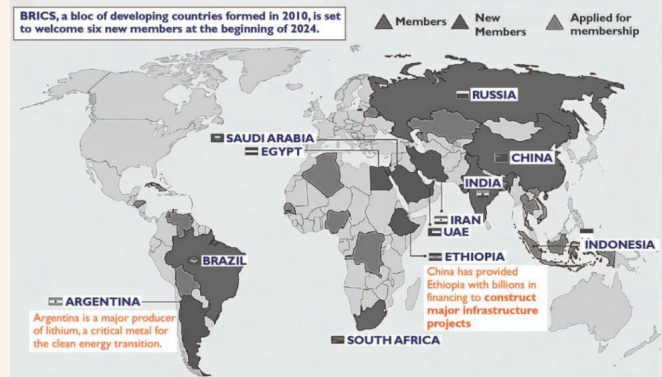 BRICS, a bloc of developing countries formed in 2010, is set
to welcome six new members at the beginning of 2024.
Members
New
Members
Applied for
membership
RUSSIA
SAUDI ARABIA
EGYPT
CHINA
INDIA
IRAN
UAE
INDONESIA
ETHIOPIA
China has provided
Ethiopia with billions in
financing to construct
major infrastructure
projects
BRAZIL
ARGENTINA
Argentina is a major producer
of lithium, a critical metal for
the clean energy transition.
SOUTH AFRICA